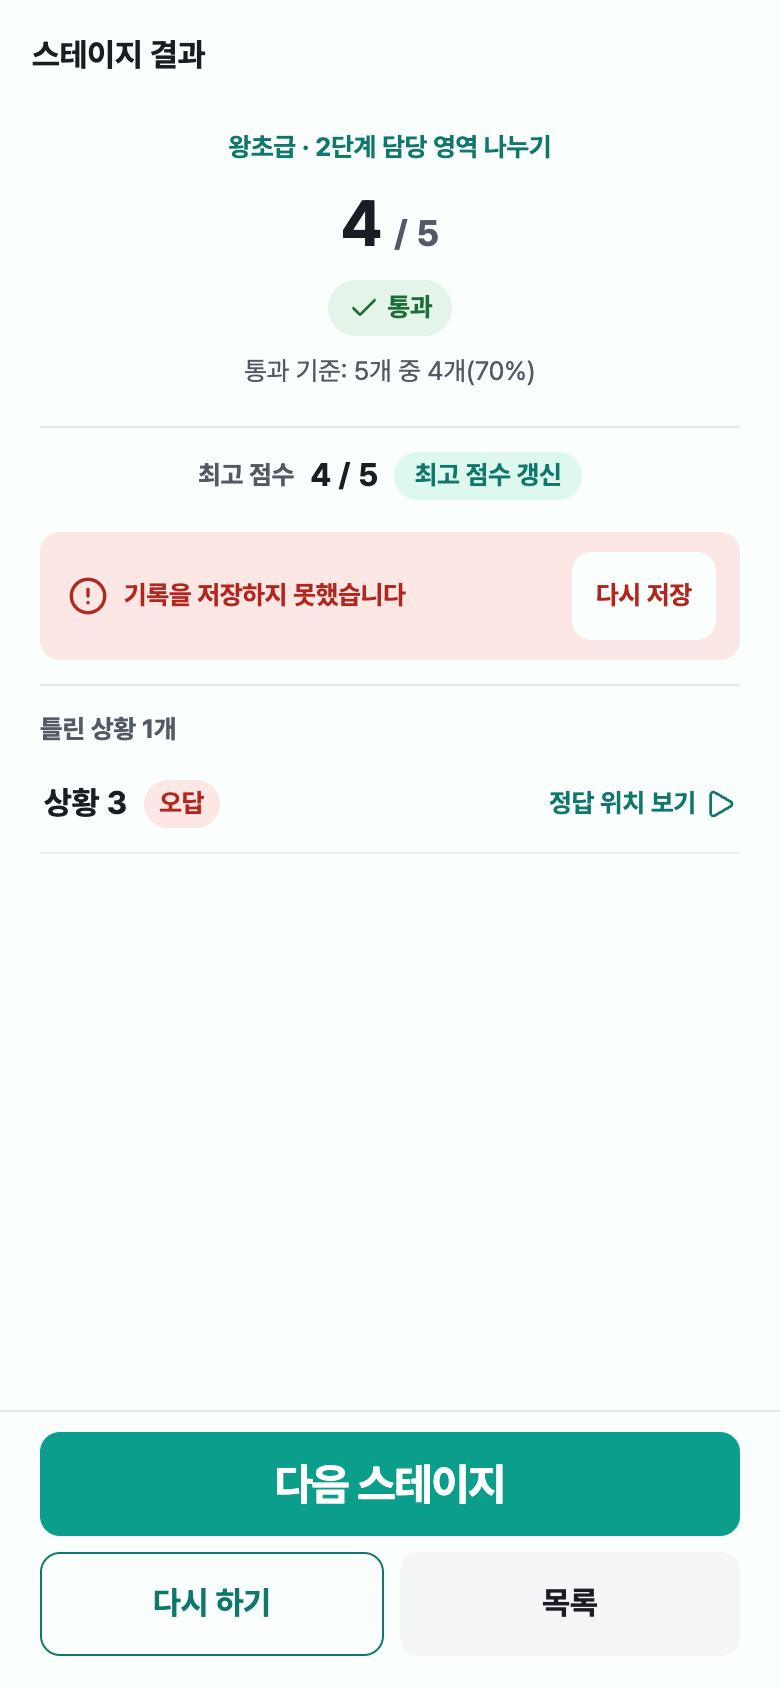 스테이지 결과
왕초급 · 2단계 담당 영역 나누기
4 / 5
통과
통과 기준: 5개 중 4개(70%)
최고 점수 4 / 5 최고 점수 갱신
기록을 저장하지 못했습니다 다시 저장
틀린 상황 1개
상황 3 오답 정답 위치 보기
다음 스테이지
다시 하기 목록